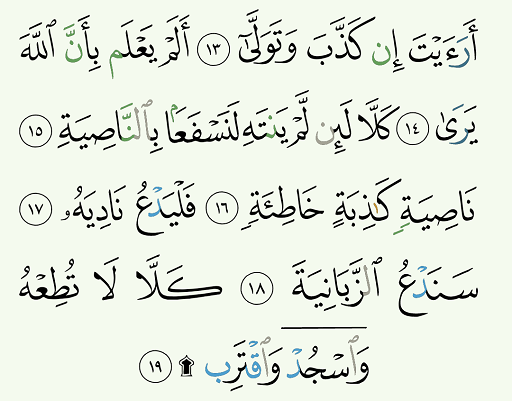 أَرَءَيْتَ إِن كَذَّبَ وَتَوَلَّىٰٓ ١٣ أَلَمْ يَعْلَم بِأَنَّ ٱللَّهَ
يَرَىٰ ١٤ كَلَّا لَئِن لَّمْ يَنتَهِ لَنَسْفَعَۢا بِٱلنَّاصِيَةِ ١٥
نَاصِيَةٍ كَٰذِبَةٍ خَاطِئَةٍ ١٦ فَلْيَدْعُ نَادِيَهُۥ ١٧
سَنَدْعُ ٱلزَّبَانِيَةَ ١٨ كَلَّا لَا تُطِعْهُ
وَٱسْجُدْ وَٱقْتَرِب ۩ ١٩